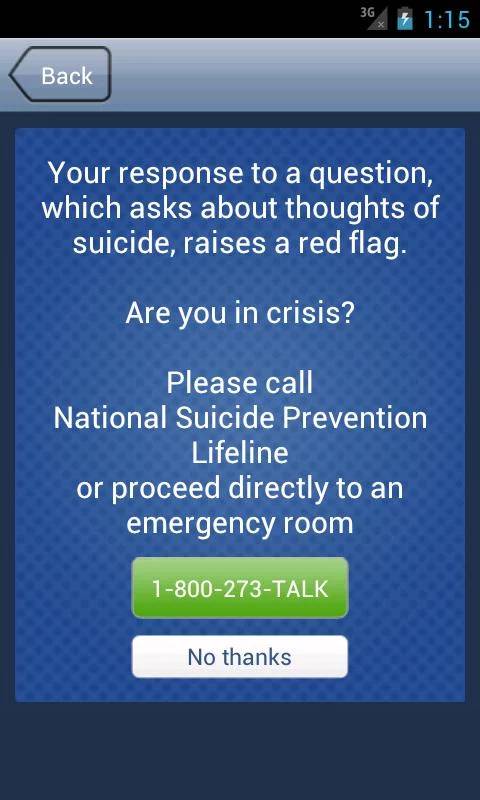 3G 1:15
Back
Your response to a question,
which asks about thoughts of
suicide, raises a red flag.
Are you in crisis?
Please call
National Suicide Prevention
Lifeline
or proceed directly to an
emergency room
1-800-273-TALK
No thanks